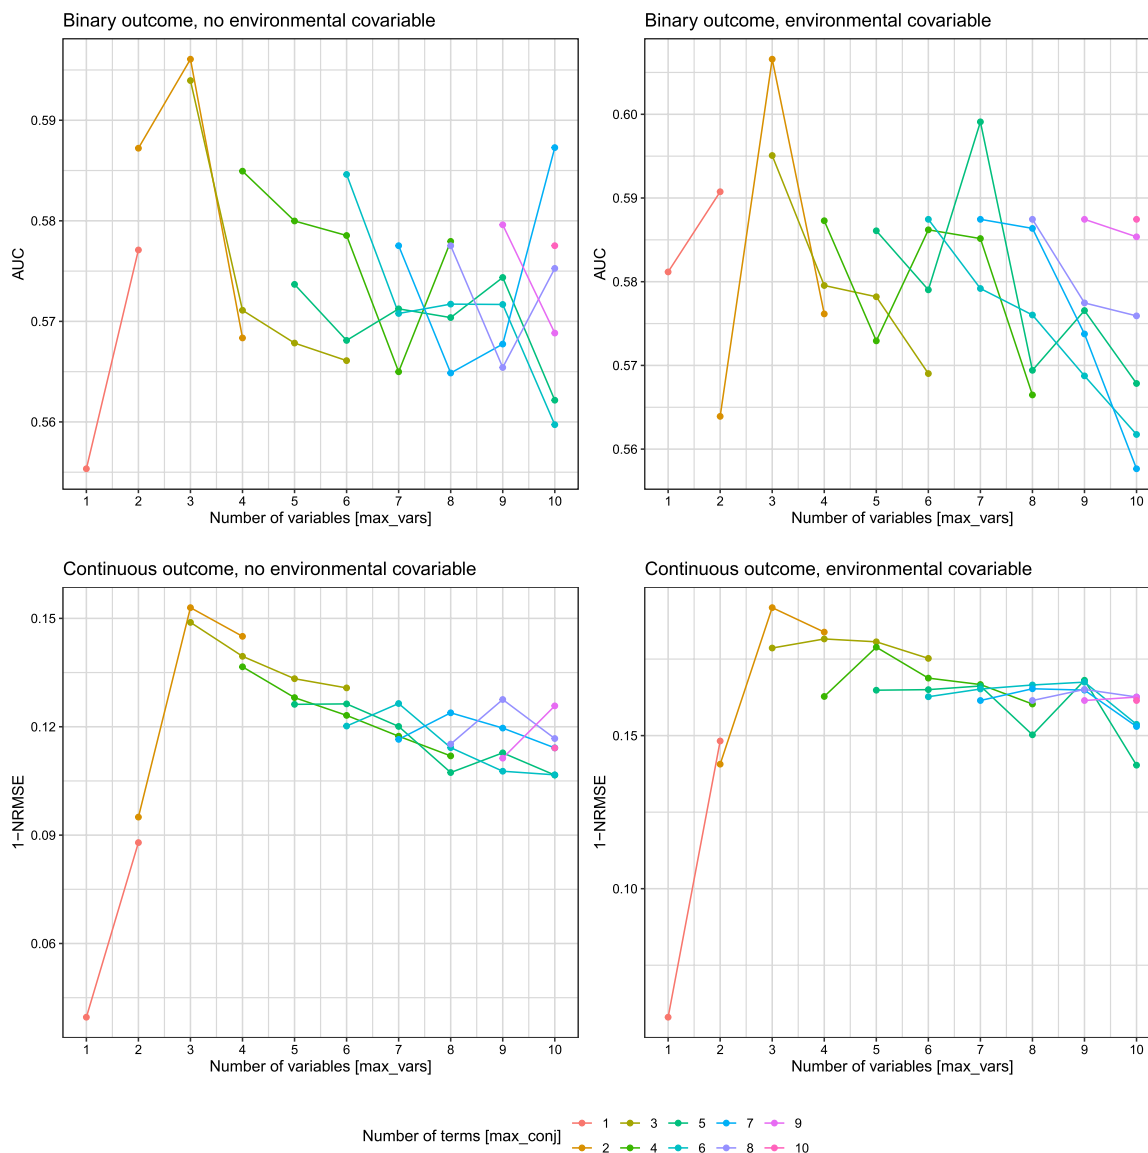 Binary outcome, no environmental covariable
AUC
0.59
0.58
0.57
0.56
1 2 3 4 5 6 7 8 9 10
Number of variables [max_vars]
Binary outcome, environmental covariable
AUC
0.60
0.59
0.58
0.57
0.56
1 2 3 4 5 6 7 8 9 10
Number of variables [max_vars]
Continuous outcome, no environmental covariable
1−NRMSE
0.15
0.12
0.09
0.06
1 2 3 4 5 6 7 8 9 10
Number of variables [max_vars]
Continuous outcome, environmental covariable
1−NRMSE
0.15
0.10
1 2 3 4 5 6 7 8 9 10
Number of variables [max_vars]
Number of terms [max_conj]
1 3 5 7 9
2 4 6 8 10